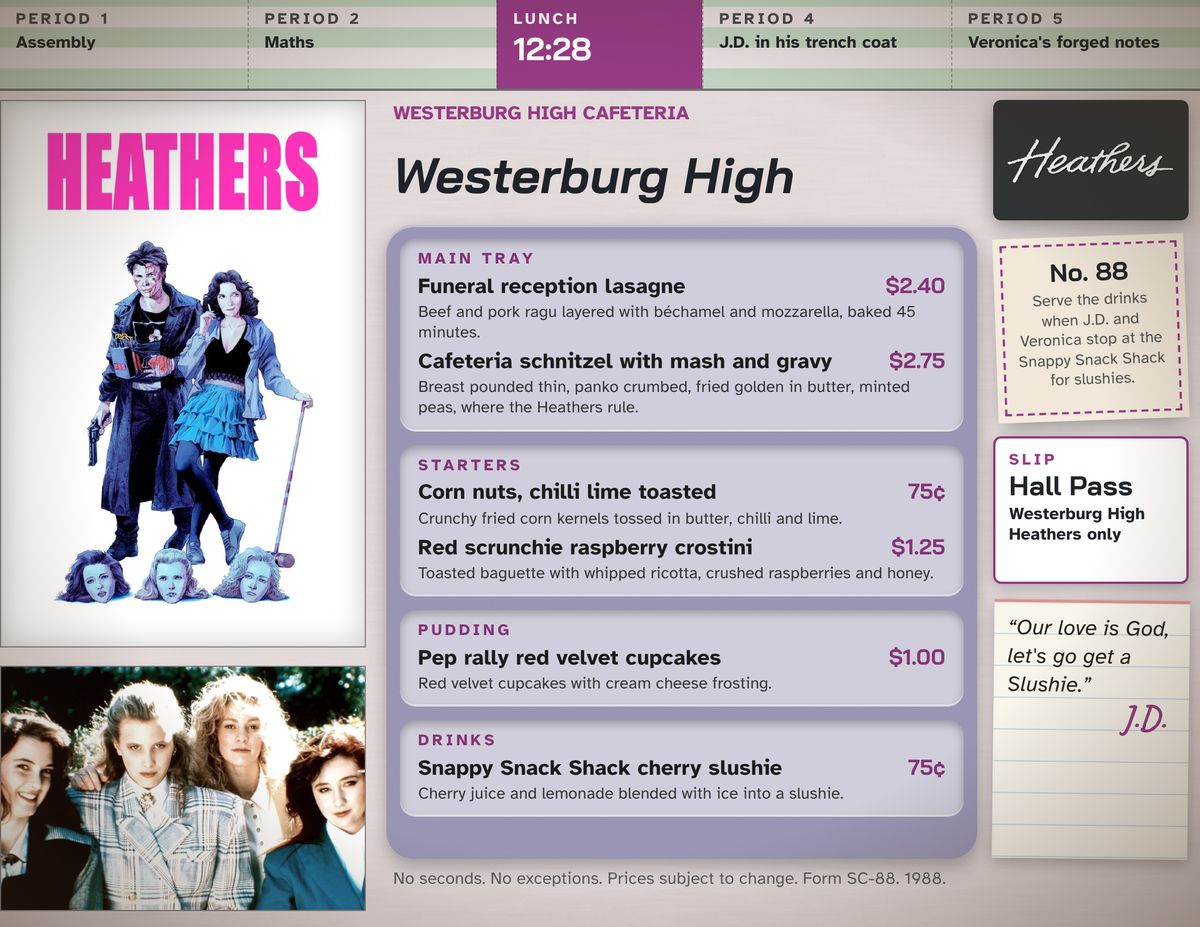 PERIOD 1
Assembly
PERIOD 2
Maths
LUNCH
12:28
PERIOD 4
J.D. in his trench coat
PERIOD 5
Veronica's forged notes
HEATHERS
WESTERBURG HIGH CAFETERIA
Westerburg High
MAIN TRAY
Funeral reception lasagne $2.40
Beef and pork ragu layered with béchamel and mozzarella, baked 45
minutes.
Cafeteria schnitzel with mash and gravy $2.75
Breast pounded thin, panko crumbed, fried golden in butter, minted
peas, where the Heathers rule.
STARTERS
Corn nuts, chilli lime toasted 75¢
Crunchy fried corn kernels tossed in butter, chilli and lime.
Red scrunchie raspberry crostini $1.25
Toasted baguette with whipped ricotta, crushed raspberries and honey.
PUDDING
Pep rally red velvet cupcakes $1.00
Red velvet cupcakes with cream cheese frosting.
DRINKS
Snappy Snack Shack cherry slushie 75¢
Cherry juice and lemonade blended with ice into a slushie.
No seconds. No exceptions. Prices subject to change. Form SC-88. 1988.
Heathers
No. 88
Serve the drinks
when J.D. and
Veronica stop at the
Snappy Snack Shack
for slushies.
SLIP
Hall Pass
Westerburg High
Heathers only
“Our love is God,
let's go get a
Slushie.”
J.D.